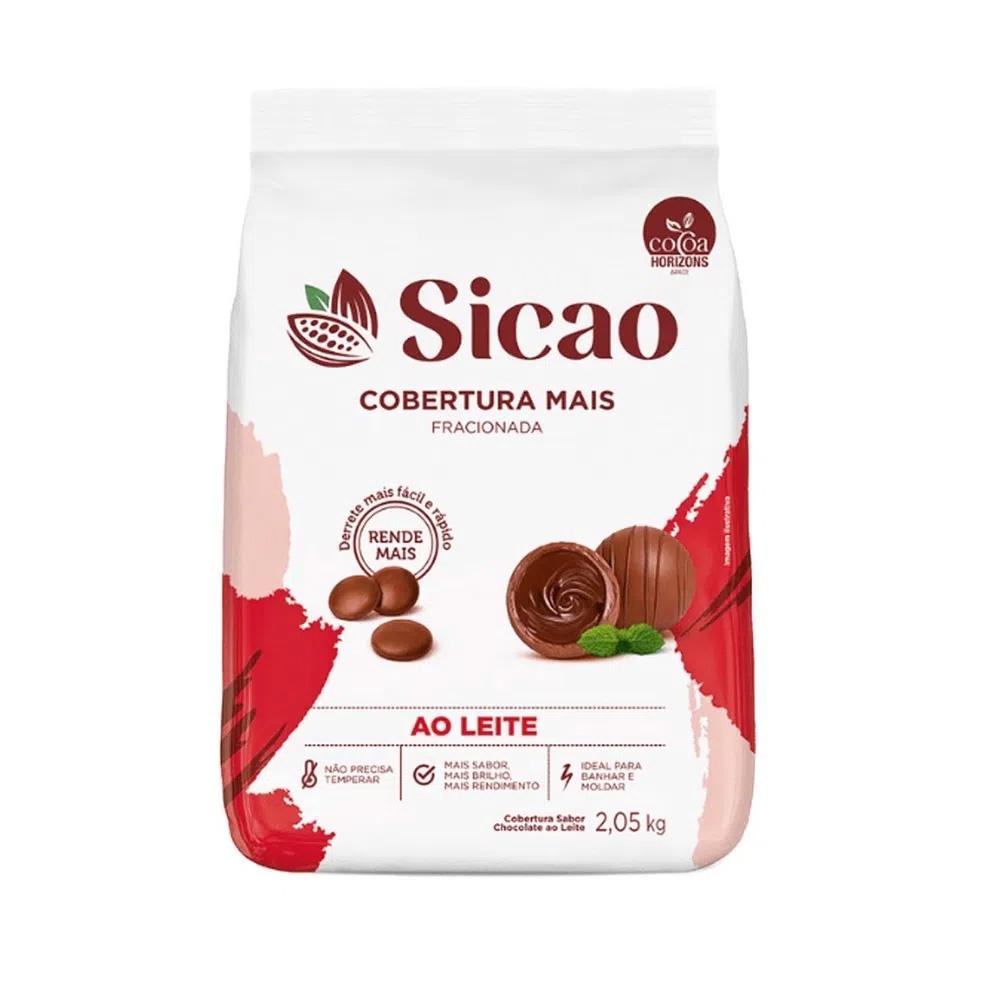 cocoa
HORIZONS
Sicao
COBERTURA MAIS
FRACIONADA
Derrete mais fácil e rápido
RENDE
MAIS
Imagem ilustrativa
AO LEITE
NÃO PRECISA
TEMPERAR
MAIS SABOR,
MAIS BRILHO,
MAIS RENDIMENTO
IDEAL PARA
BANHAR E
MOLDAR
Cobertura Sabor
Chocolate ao Leite 2,05 kg